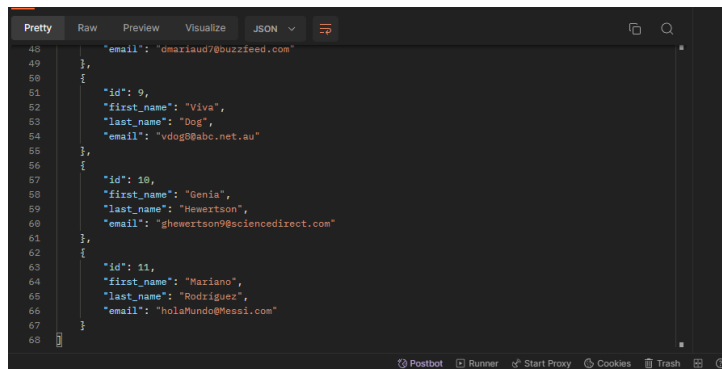 Pretty Raw Preview Visualize JSON
48 "email": "dmariaud7@buzzfeed.com"
49 },
50 {
51 "id": 9,
52 "first_name": "Viva",
53 "last_name": "Dog",
54 "email": "vdog8@abc.net.au"
55 },
56 {
57 "id": 10,
58 "first_name": "Genia",
59 "last_name": "Hewertson",
60 "email": "ghewertson9@sciencedirect.com"
61 },
62 {
63 "id": 11,
64 "first_name": "Mariano",
65 "last_name": "Rodriguez",
66 "email": "holaMundo@Messi.com"
67 }
68 ]
Postbot Runner Start Proxy Cookies Trash